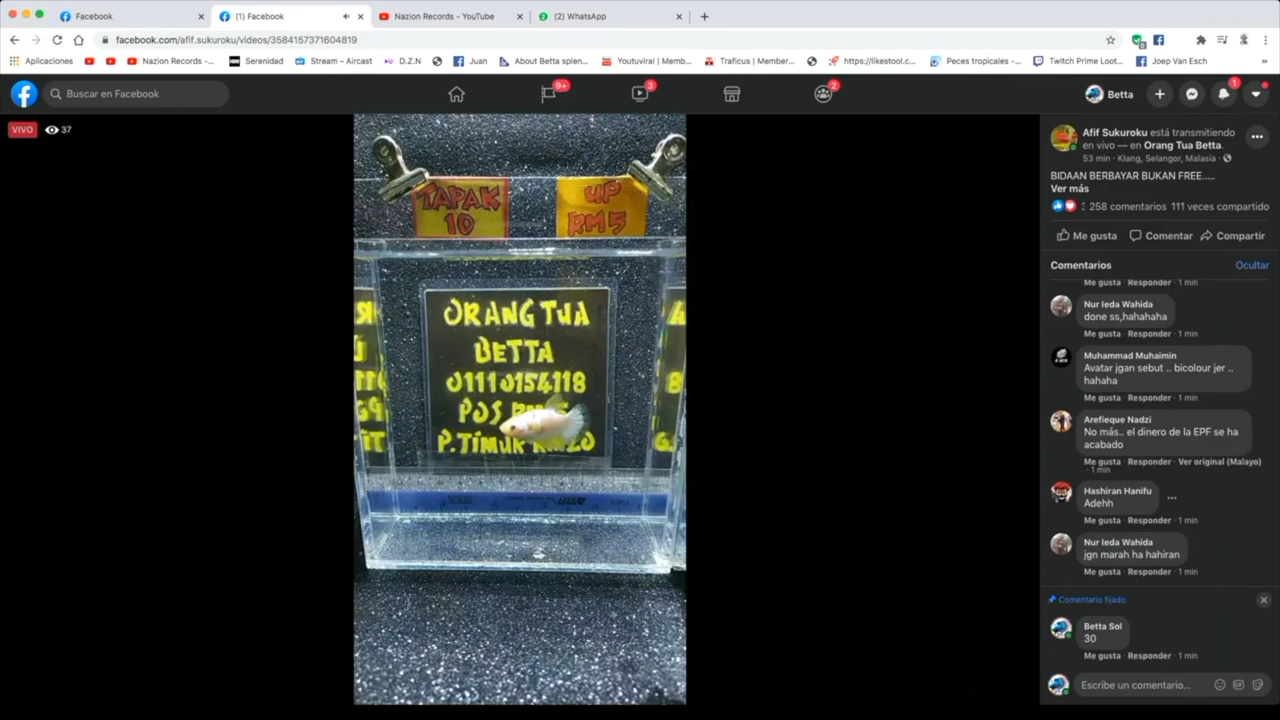 Facebook
(1) Facebook
Nazion Records - YouTube
(2) WhatsApp
facebook.com/afif.sukuroku/videos/3584157371604819
Aplicaciones
Nazion Records -...
Serenidad
Stream – Aircast
D.Z.N
Juan
About Betta splen...
Youtuviral | Memb...
Traficus | Member...
https://likestool.c...
Peces tropicales -...
Twitch Prime Loot...
Joep Van Esch
Buscar en Facebook
9+
3
2
Betta
1
VIVO 37
Afif Sukuroku está transmitiendo
en vivo — en Orang Tua Betta.
53 min · Klang, Selangor, Malasia ·
BIDAAN BERBAYAR BUKAN FREE.....
Ver más
258 comentarios 111 veces compartido
Me gusta Comentar Compartir
Comentarios Ocultar
Me gusta · Responder · 1 min
Nur Ieda Wahida
done ss,hahahaha
Me gusta · Responder · 1 min
Muhammad Muhaimin
Avatar jgan sebut .. bicolour jer ..
hahaha
Me gusta · Responder · 1 min
Arefieque Nadzi
No más.. el dinero de la EPF se ha
acabado
Me gusta · Responder · Ver original (Malayo)
· 1 min
Hashiran Hanifu
Adehh
Me gusta · Responder · 1 min
Nur Ieda Wahida
jgn marah ha hahiran
Me gusta · Responder · 1 min
Comentario fijado
Betta Sol
30
Me gusta · Responder · 1 min
Escribe un comentario...
TAPAK
10
UP
RM5
ORANG TUA
BETTA
01110154118
POS RM5
P.TIMUR RM20